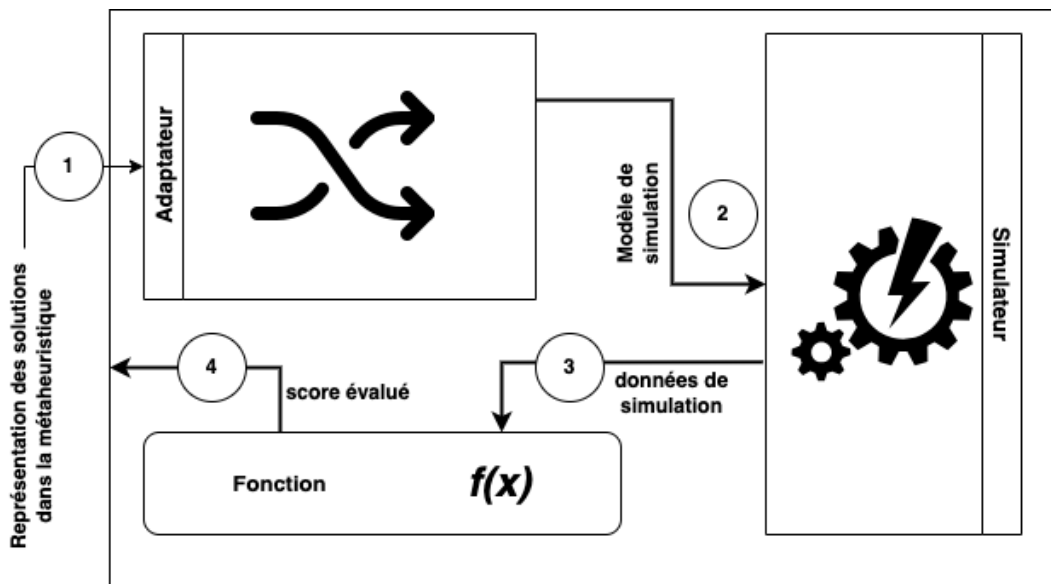 Représentation des solutions
dans la métaheuristique
1
Adaptateur
Modèle de
simulation
2
Simulateur
3
données de
simulation
4
score évalué
Fonction
f(x)